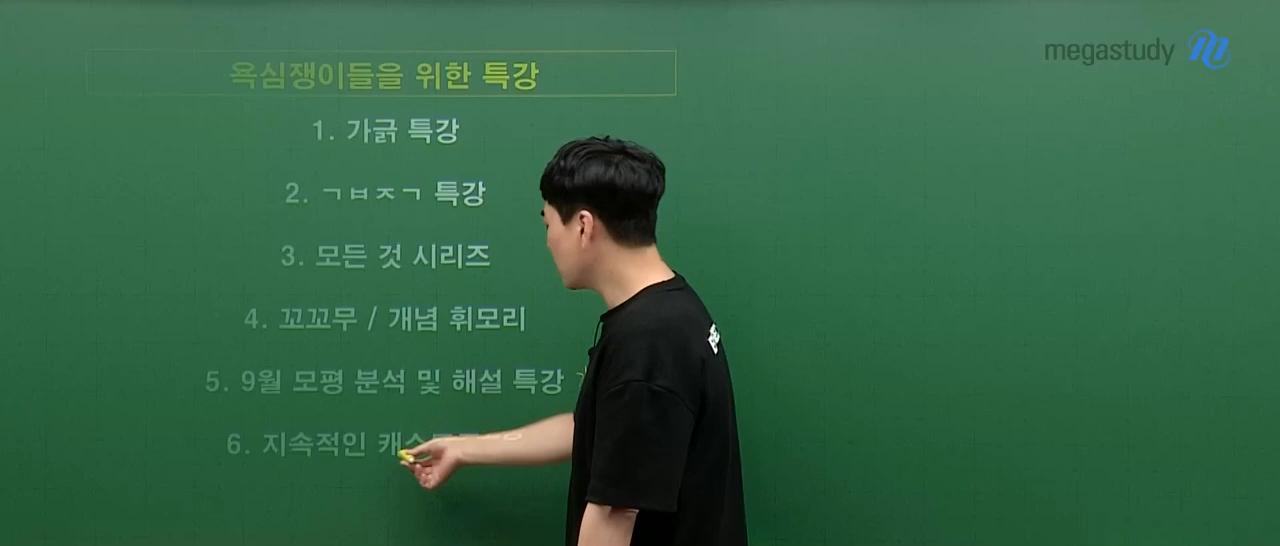 megastudy
욕심쟁이들을 위한 특강
1. 가굵 특강
2. ㄱㅂㅈㄱ 특강
3. 모든 것 시리즈
4. 꼬꼬무 / 개념 휘모리
5. 9월 모평 분석 및 해설 특강
6. 지속적인